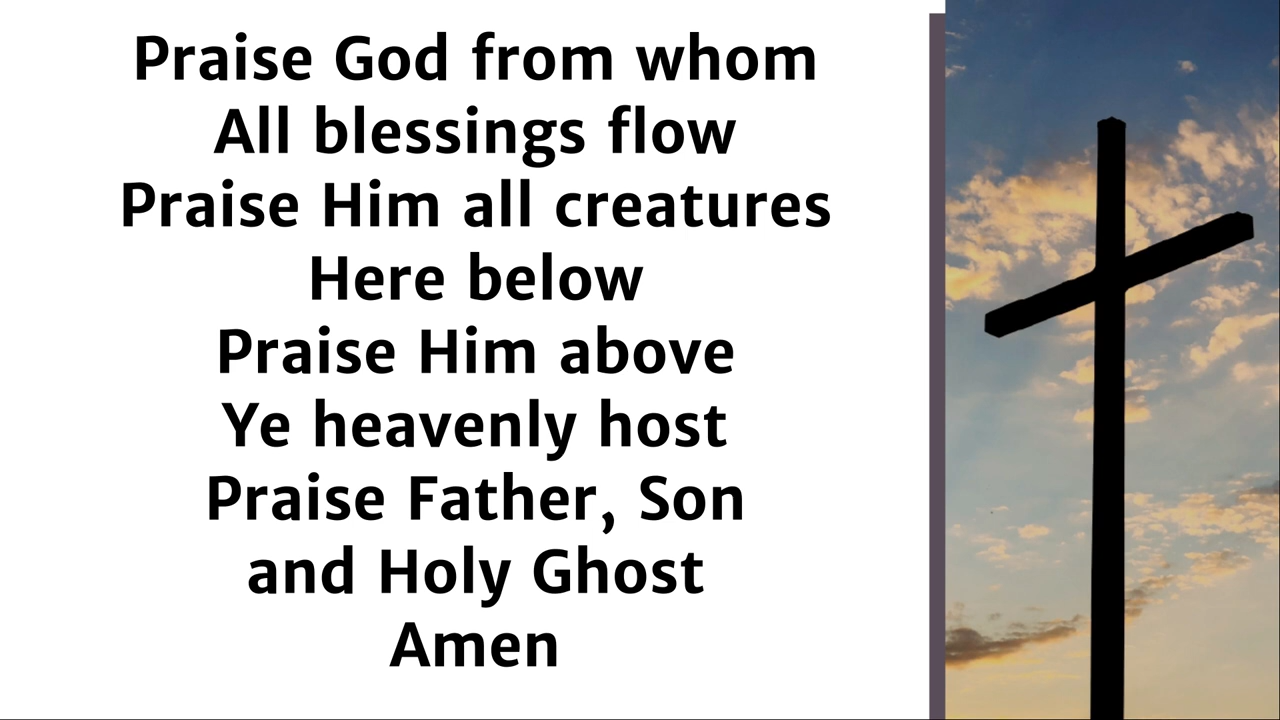 Praise God from whom
All blessings flow
Praise Him all creatures
Here below
Praise Him above
Ye heavenly host
Praise Father, Son
and Holy Ghost
Amen